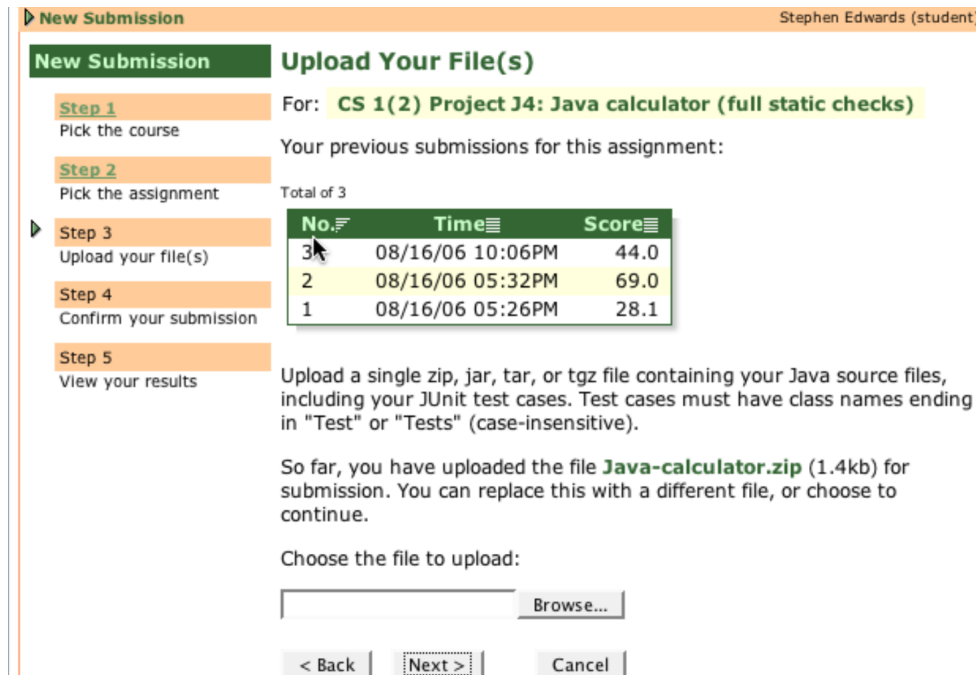 New Submission
Stephen Edwards (student)
New Submission
Step 1
Pick the course
Step 2
Pick the assignment
Step 3
Upload your file(s)
Step 4
Confirm your submission
Step 5
View your results
Upload Your File(s)
For: CS 1(2) Project J4: Java calculator (full static checks)
Your previous submissions for this assignment:
Total of 3
No. Time Score
3 08/16/06 10:06PM 44.0
2 08/16/06 05:32PM 69.0
1 08/16/06 05:26PM 28.1
Upload a single zip, jar, tar, or tgz file containing your Java source files,
including your JUnit test cases. Test cases must have class names ending
in "Test" or "Tests" (case-insensitive).
So far, you have uploaded the file Java-calculator.zip (1.4kb) for
submission. You can replace this with a different file, or choose to
continue.
Choose the file to upload:
Browse...
< Back Next > Cancel